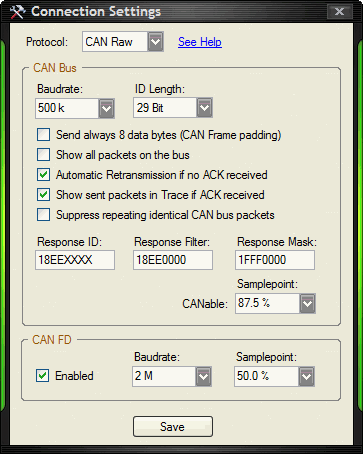 Connection Settings
Protocol: CAN Raw See Help
CAN Bus
Baudrate: ID Length:
500 k 29 Bit
Send always 8 data bytes (CAN Frame padding)
Show all packets on the bus
Automatic Retransmission if no ACK received
Show sent packets in Trace if ACK received
Suppress repeating identical CAN bus packets
Response ID: Response Filter: Response Mask:
18EEXXXX 18EE0000 1FFF0000
Samplepoint:
CANable: 87.5 %
CAN FD
Baudrate: Samplepoint:
Enabled 2 M 50.0 %
Save